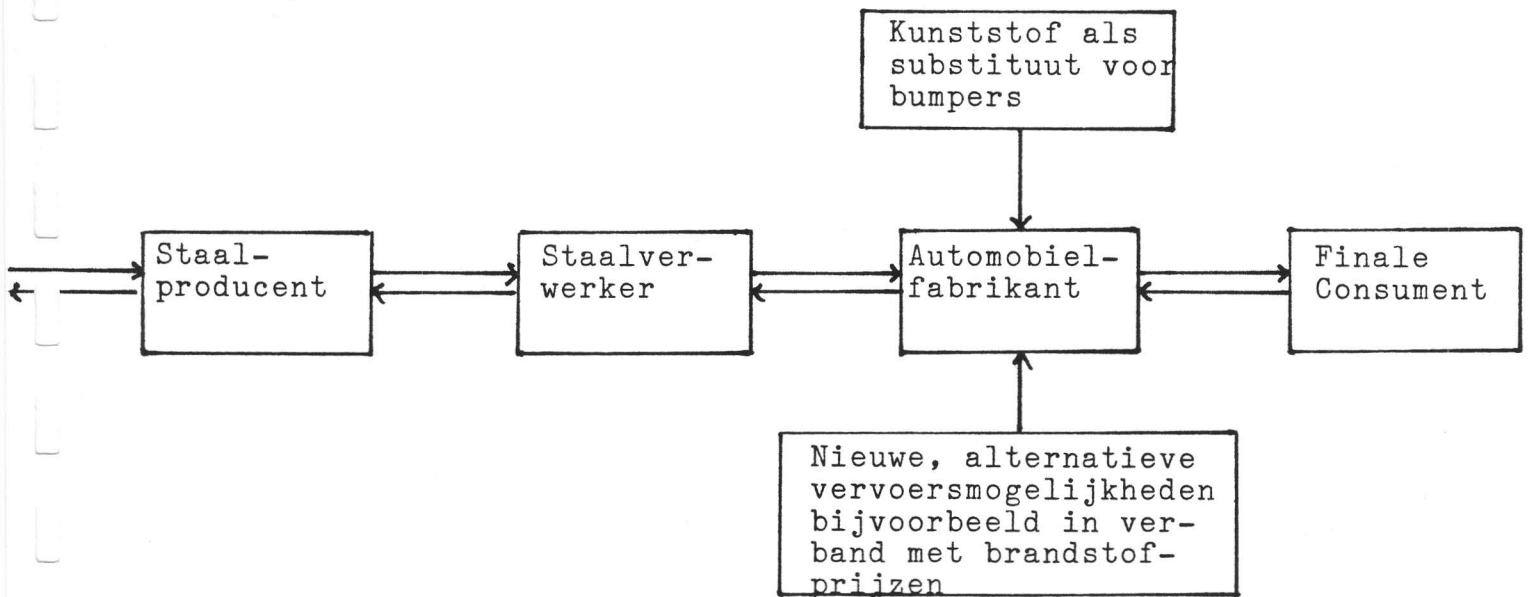 Kunststof als
substituut voor
bumpers
Staal-
producent
Staalver-
werker
Automobiel-
fabrikant
Finale
Consument
Nieuwe, alternatieve
vervoersmogelijkheden
bijvoorbeeld in ver-
band met brandstof-
prijzen